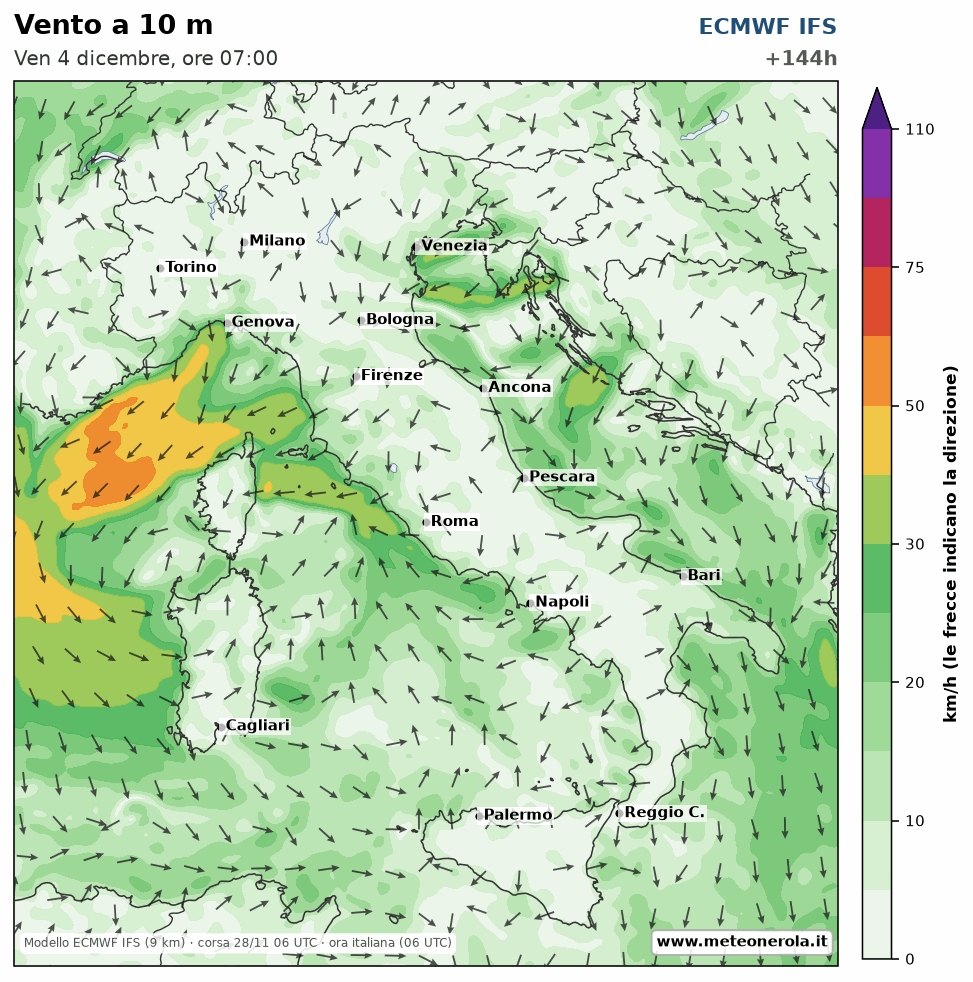 Vento a 10 m
ECMWF IFS
Ven 4 dicembre, ore 07:00
+144h
110
Venezia
Milano
Torino
75
Genova
Bologna
Firenze
Ancona
50
km/h (le frecce indicano la direzione)
Pescara
Roma
30
Bari
Napoli
20
Cagliari
Palermo
Reggio C.
10
Modello ECMWF IFS (9 km) · corsa 28/11 06 UTC · ora italiana (06 UTC)
www.meteonerola.it
0